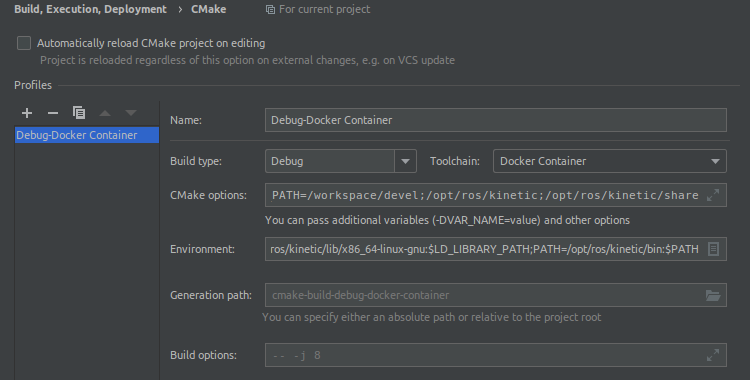 Build, Execution, Deployment › CMake For current project
Automatically reload CMake project on editing
Project is reloaded regardless of this option on external changes, e.g. on VCS update
Profiles
Debug-Docker Container
Name: Debug-Docker Container
Build type: Debug Toolchain: Docker Container
CMake options: PATH=/workspace/devel;/opt/ros/kinetic;/opt/ros/kinetic/share
You can pass additional variables (-DVAR_NAME=value) and other options
Environment: ros/kinetic/lib/x86_64-linux-gnu:$LD_LIBRARY_PATH;PATH=/opt/ros/kinetic/bin:$PATH
Generation path: cmake-build-debug-docker-container
You can specify either an absolute path or relative to the project root
Build options: -- -j 8